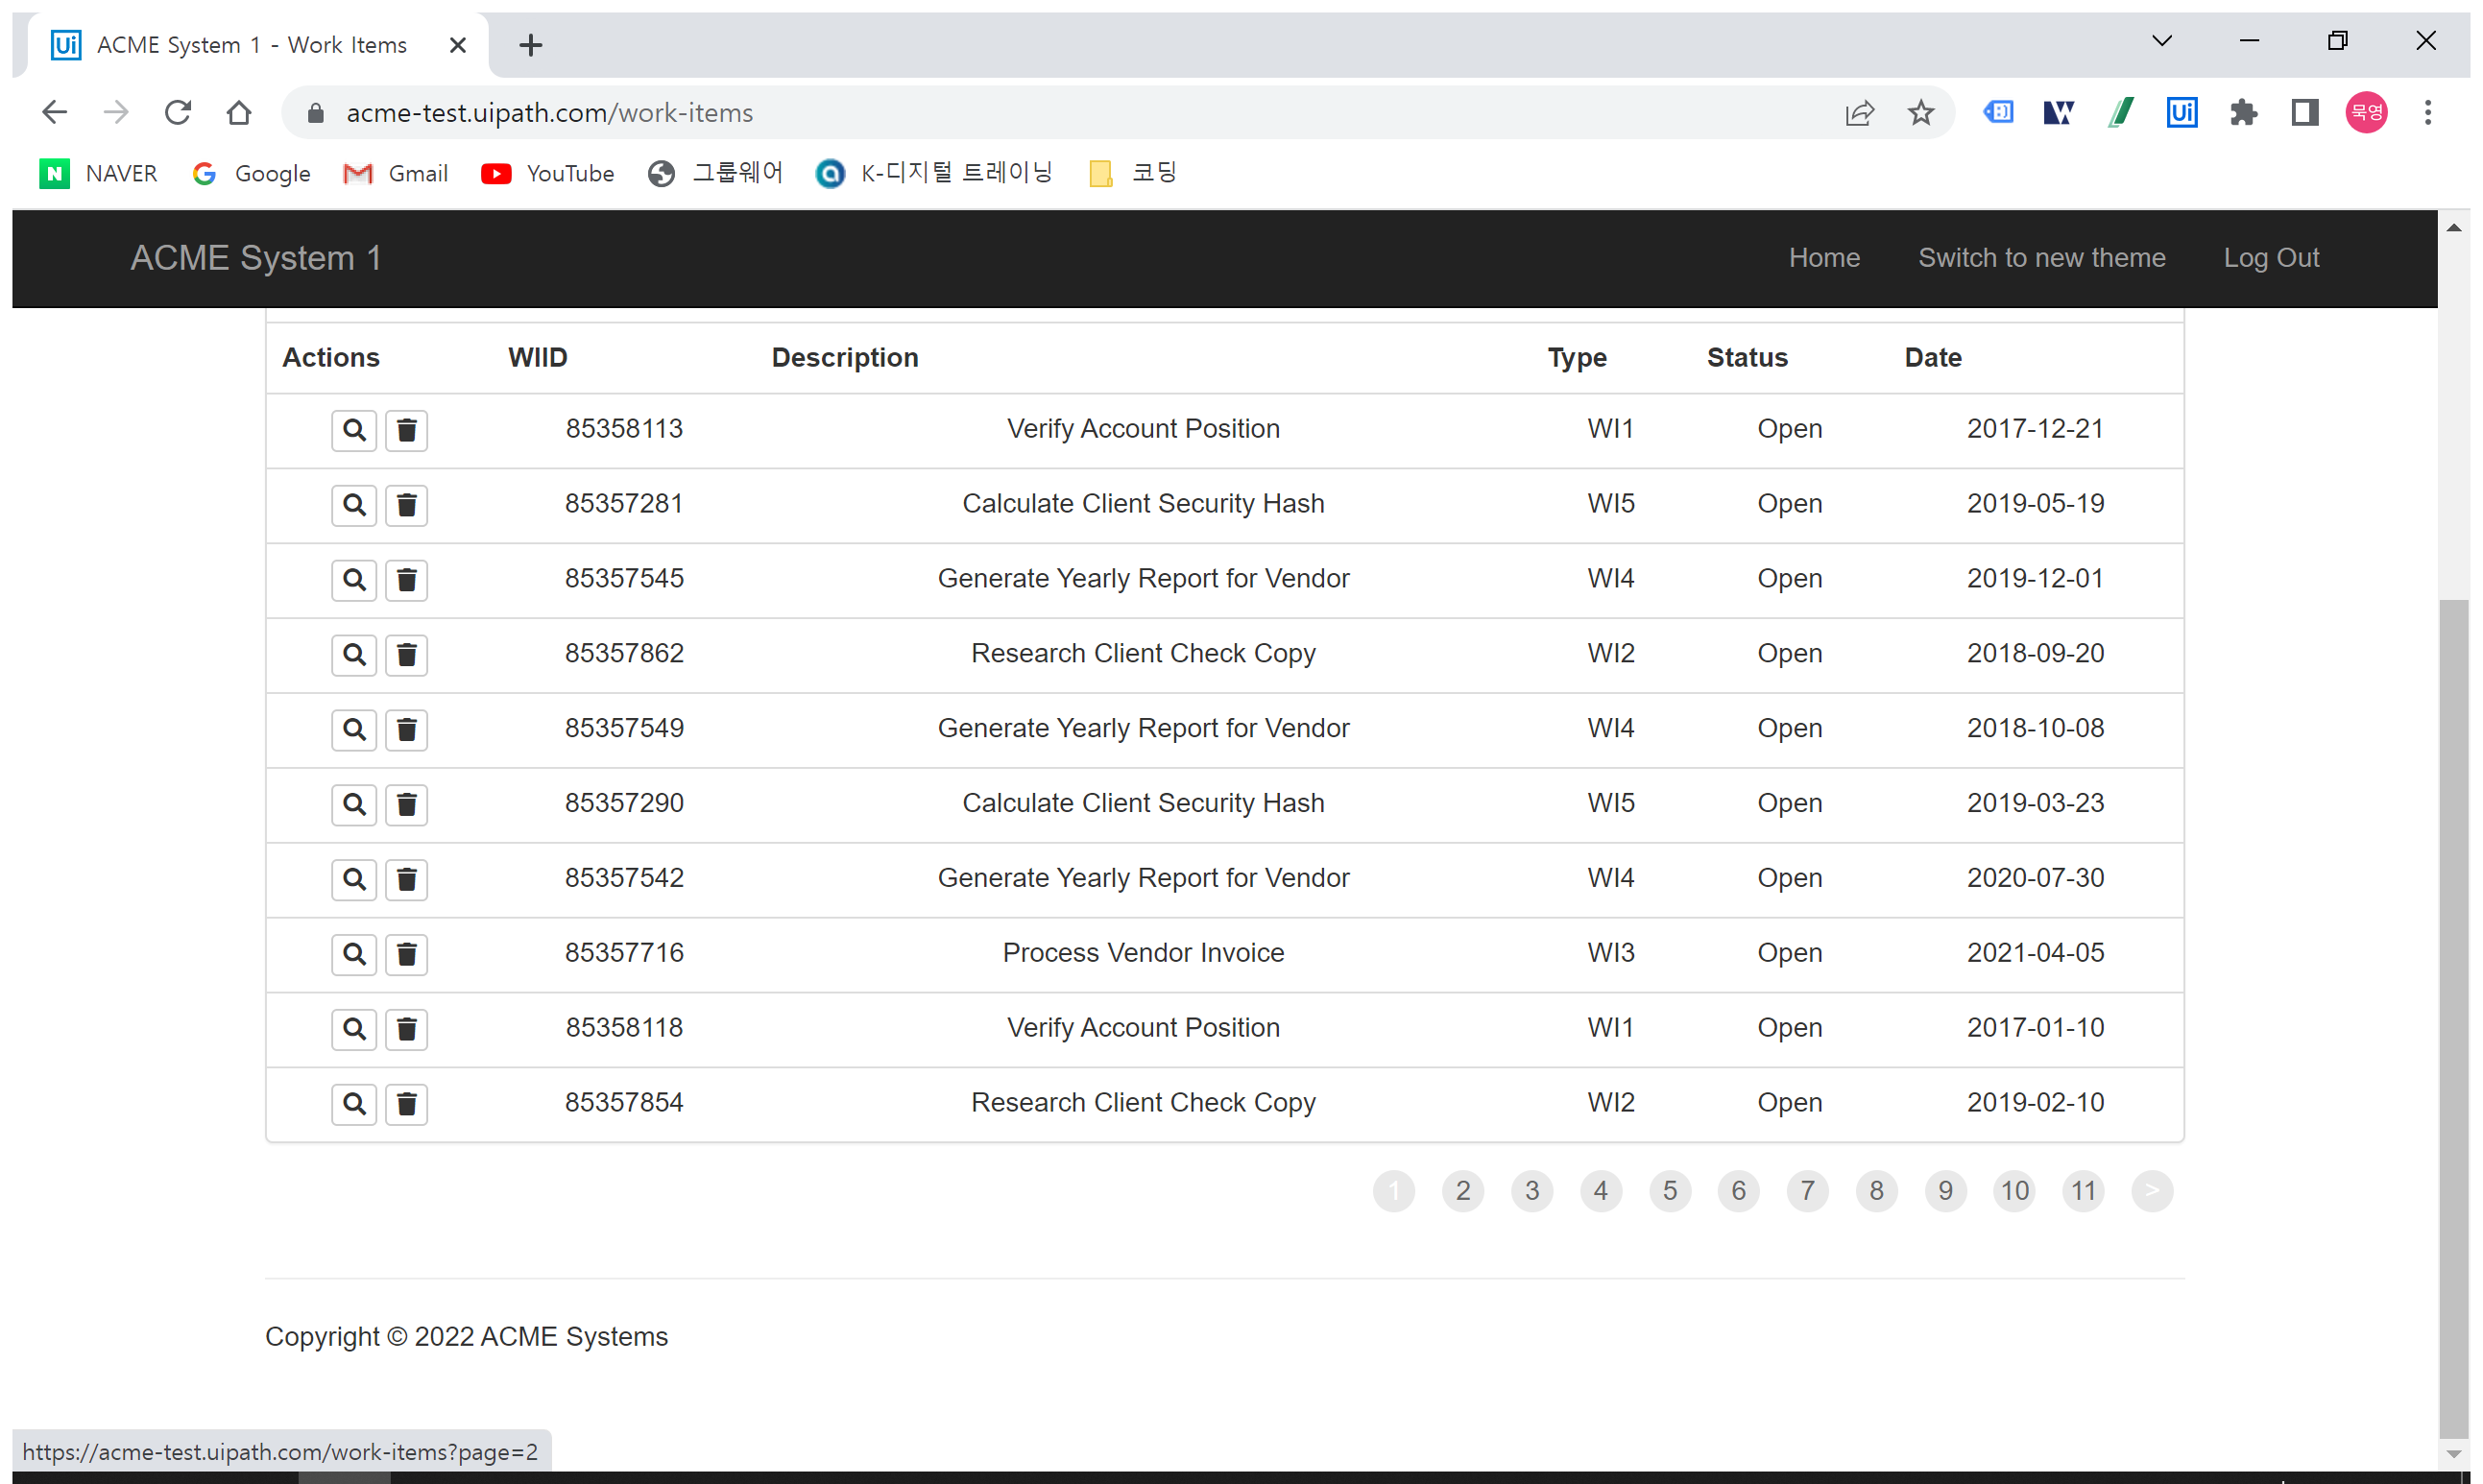 Ui ACME System 1 - Work Items
acme-test.uipath.com/work-items
Ui 묵영
N NAVER Google Gmail YouTube 그룹웨어 K-디지털 트레이닝 코딩
ACME System 1 Home Switch to new theme Log Out
Actions WIID Description Type Status Date
85358113 Verify Account Position WI1 Open 2017-12-21
85357281 Calculate Client Security Hash WI5 Open 2019-05-19
85357545 Generate Yearly Report for Vendor WI4 Open 2019-12-01
85357862 Research Client Check Copy WI2 Open 2018-09-20
85357549 Generate Yearly Report for Vendor WI4 Open 2018-10-08
85357290 Calculate Client Security Hash WI5 Open 2019-03-23
85357542 Generate Yearly Report for Vendor WI4 Open 2020-07-30
85357716 Process Vendor Invoice WI3 Open 2021-04-05
85358118 Verify Account Position WI1 Open 2017-01-10
85357854 Research Client Check Copy WI2 Open 2019-02-10
1 2 3 4 5 6 7 8 9 10 11 >
Copyright © 2022 ACME Systems
https://acme-test.uipath.com/work-items?page=2